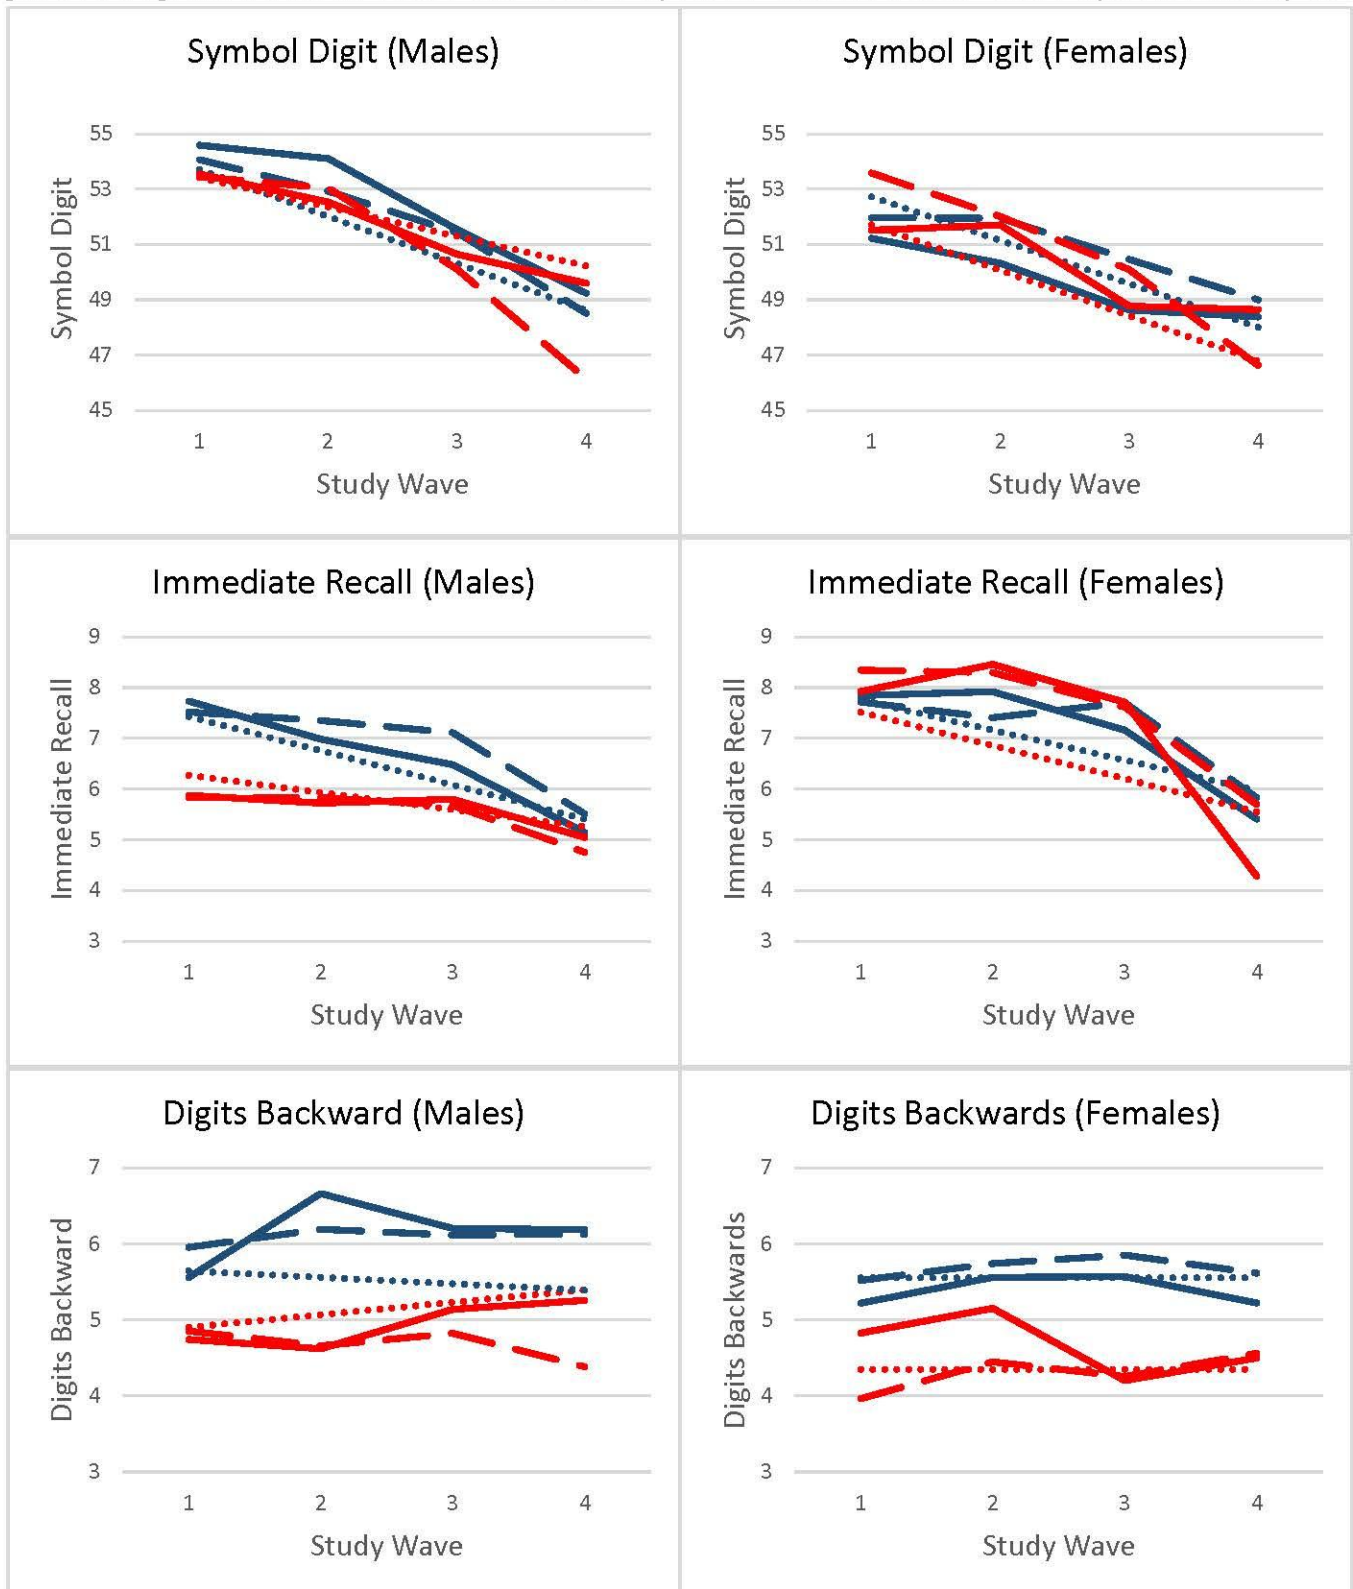 Symbol Digit (Males)
55
53
51
49
47
45
Symbol Digit
1 2 3 4
Study Wave
Symbol Digit (Females)
55
53
51
49
47
45
Symbol Digit
1 2 3 4
Study Wave
Immediate Recall (Males)
9
8
7
6
5
4
3
Immediate Recall
1 2 3 4
Study Wave
Immediate Recall (Females)
9
8
7
6
5
4
3
Immediate Recall
1 2 3 4
Study Wave
Digits Backward (Males)
7
6
5
4
3
Digits Backward
1 2 3 4
Study Wave
Digits Backwards (Females)
7
6
5
4
3
Digits Backwards
1 2 3 4
Study Wave